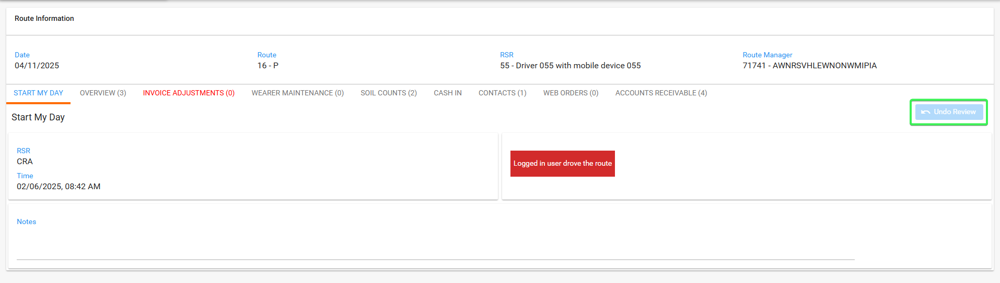 Route Information
Date
04/11/2025
Route
16 - P
RSR
55 - Driver 055 with mobile device 055
Route Manager
71741 - AWNRSVHLEWNONWMIPIA
START MY DAY
OVERVIEW (3)
INVOICE ADJUSTMENTS (0)
WEARER MAINTENANCE (0)
SOIL COUNTS (2)
CASH IN
CONTACTS (1)
WEB ORDERS (0)
ACCOUNTS RECEIVABLE (4)
Start My Day
Undo Review
RSR
CRA
Time
02/06/2025, 08:42 AM
Logged in user drove the route
Notes